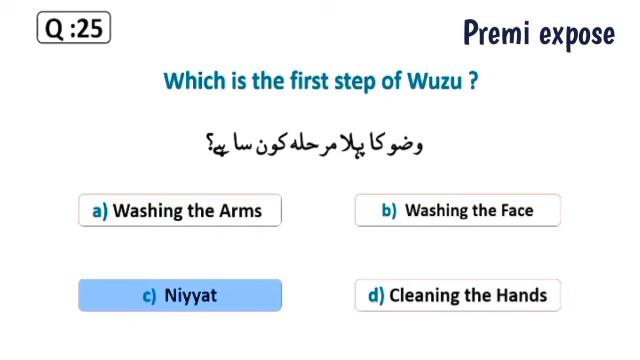 Q :25
Premi expose
Which is the first step of Wuzu ?
وضو کا پہلا مرحلہ کون سا ہے؟
a) Washing the Arms
b) Washing the Face
c) Niyyat
d) Cleaning the Hands